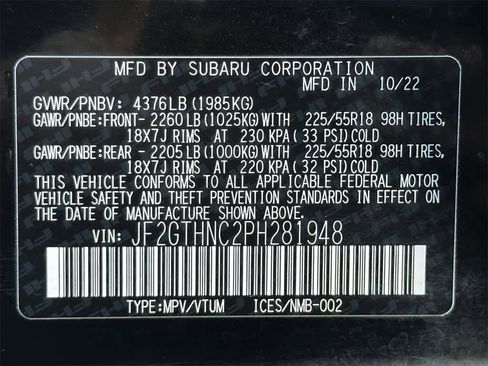 MFD BY SUBARU CORPORATION
MFD IN 10/22
GVWR/PNBV: 4376LB (1985KG)
GAWR/PNBE:FRONT- 2260LB (1025KG) WITH 225/55R18 98H TIRES,
18X7J RIMS AT 230 KPA ( 33 PSI) COLD
GAWR/PNBE:REAR - 2205LB (1000KG) WITH 225/55R18 98H TIRES,
18X7J RIMS AT 220 KPA ( 32 PSI) COLD
THIS VEHICLE CONFORMS TO ALL APPLICABLE FEDERAL MOTOR
VEHICLE SAFETY AND THEFT PREVENTION STANDARDS IN EFFECT ON
THE DATE OF MANUFACTURE SHOWN ABOVE.
VIN: JF2GTHNC2PH281948
TYPE:MPV/VTUM ICES/NMB-002